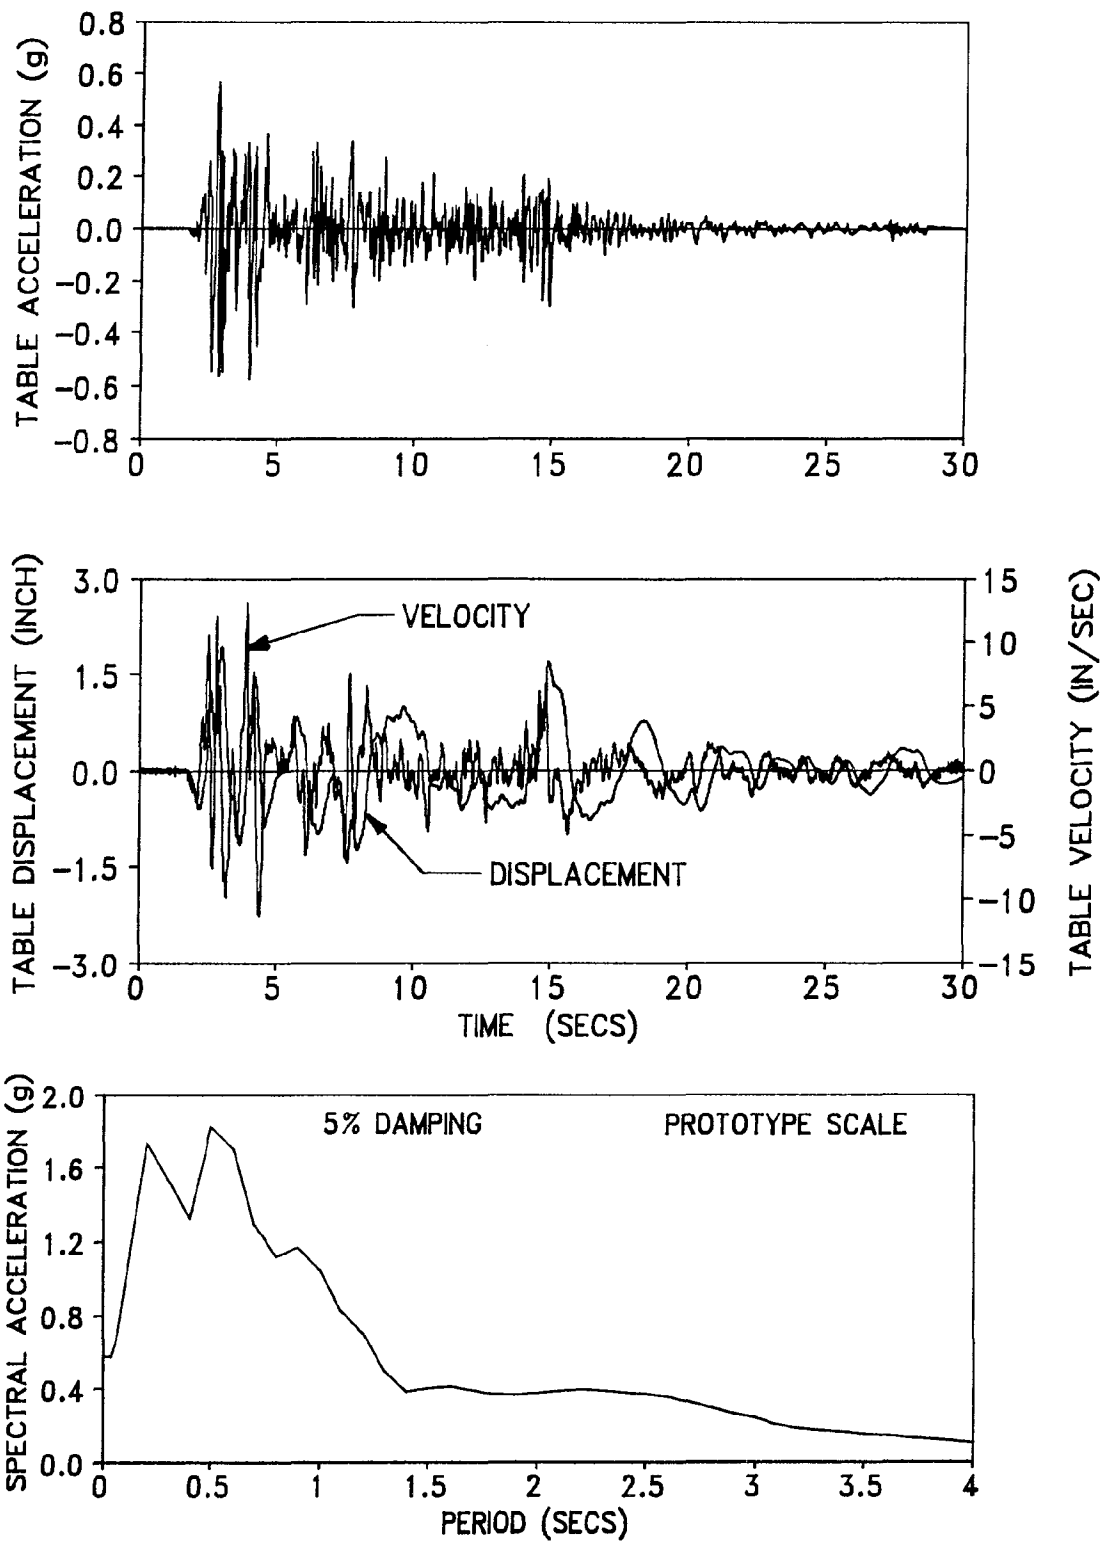 TABLE ACCELERATION (g)
0.8
0.6
0.4
0.2
0.0
−0.2
−0.4
−0.6
−0.8
0 5 10 15 20 25 30
TABLE DISPLACEMENT (INCH)
3.0
1.5
0.0
−1.5
−3.0
VELOCITY
DISPLACEMENT
15
10
5
0
−5
−10
−15
TABLE VELOCITY (IN/SEC)
0 5 10 15 20 25 30
TIME (SECS)
SPECTRAL ACCELERATION (g)
2.0
1.6
1.2
0.8
0.4
0.0
5% DAMPING PROTOTYPE SCALE
0 0.5 1 1.5 2 2.5 3 3.5 4
PERIOD (SECS)